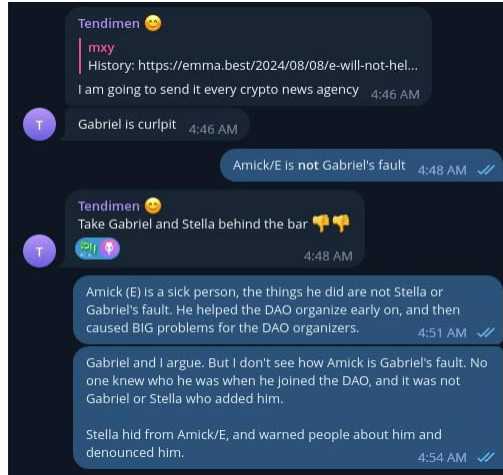 Tendimen 😊
mxy
History: https://emma.best/2024/08/08/e-will-not-hel...
I am going to send it every crypto news agency 4:46 AM
T
Gabriel is curlpit 4:46 AM
Amick/E is not Gabriel's fault 4:48 AM
Tendimen 😊
Take Gabriel and Stella behind the bar 👎👎
T
4:48 AM
Amick (E) is a sick person, the things he did are not Stella or
Gabriel's fault. He helped the DAO organize early on, and then
caused BIG problems for the DAO organizers. 4:51 AM
Gabriel and I argue. But I don't see how Amick is Gabriel's fault. No
one knew who he was when he joined the DAO, and it was not
Gabriel or Stella who added him.
Stella hid from Amick/E, and warned people about him and
denounced him. 4:54 AM